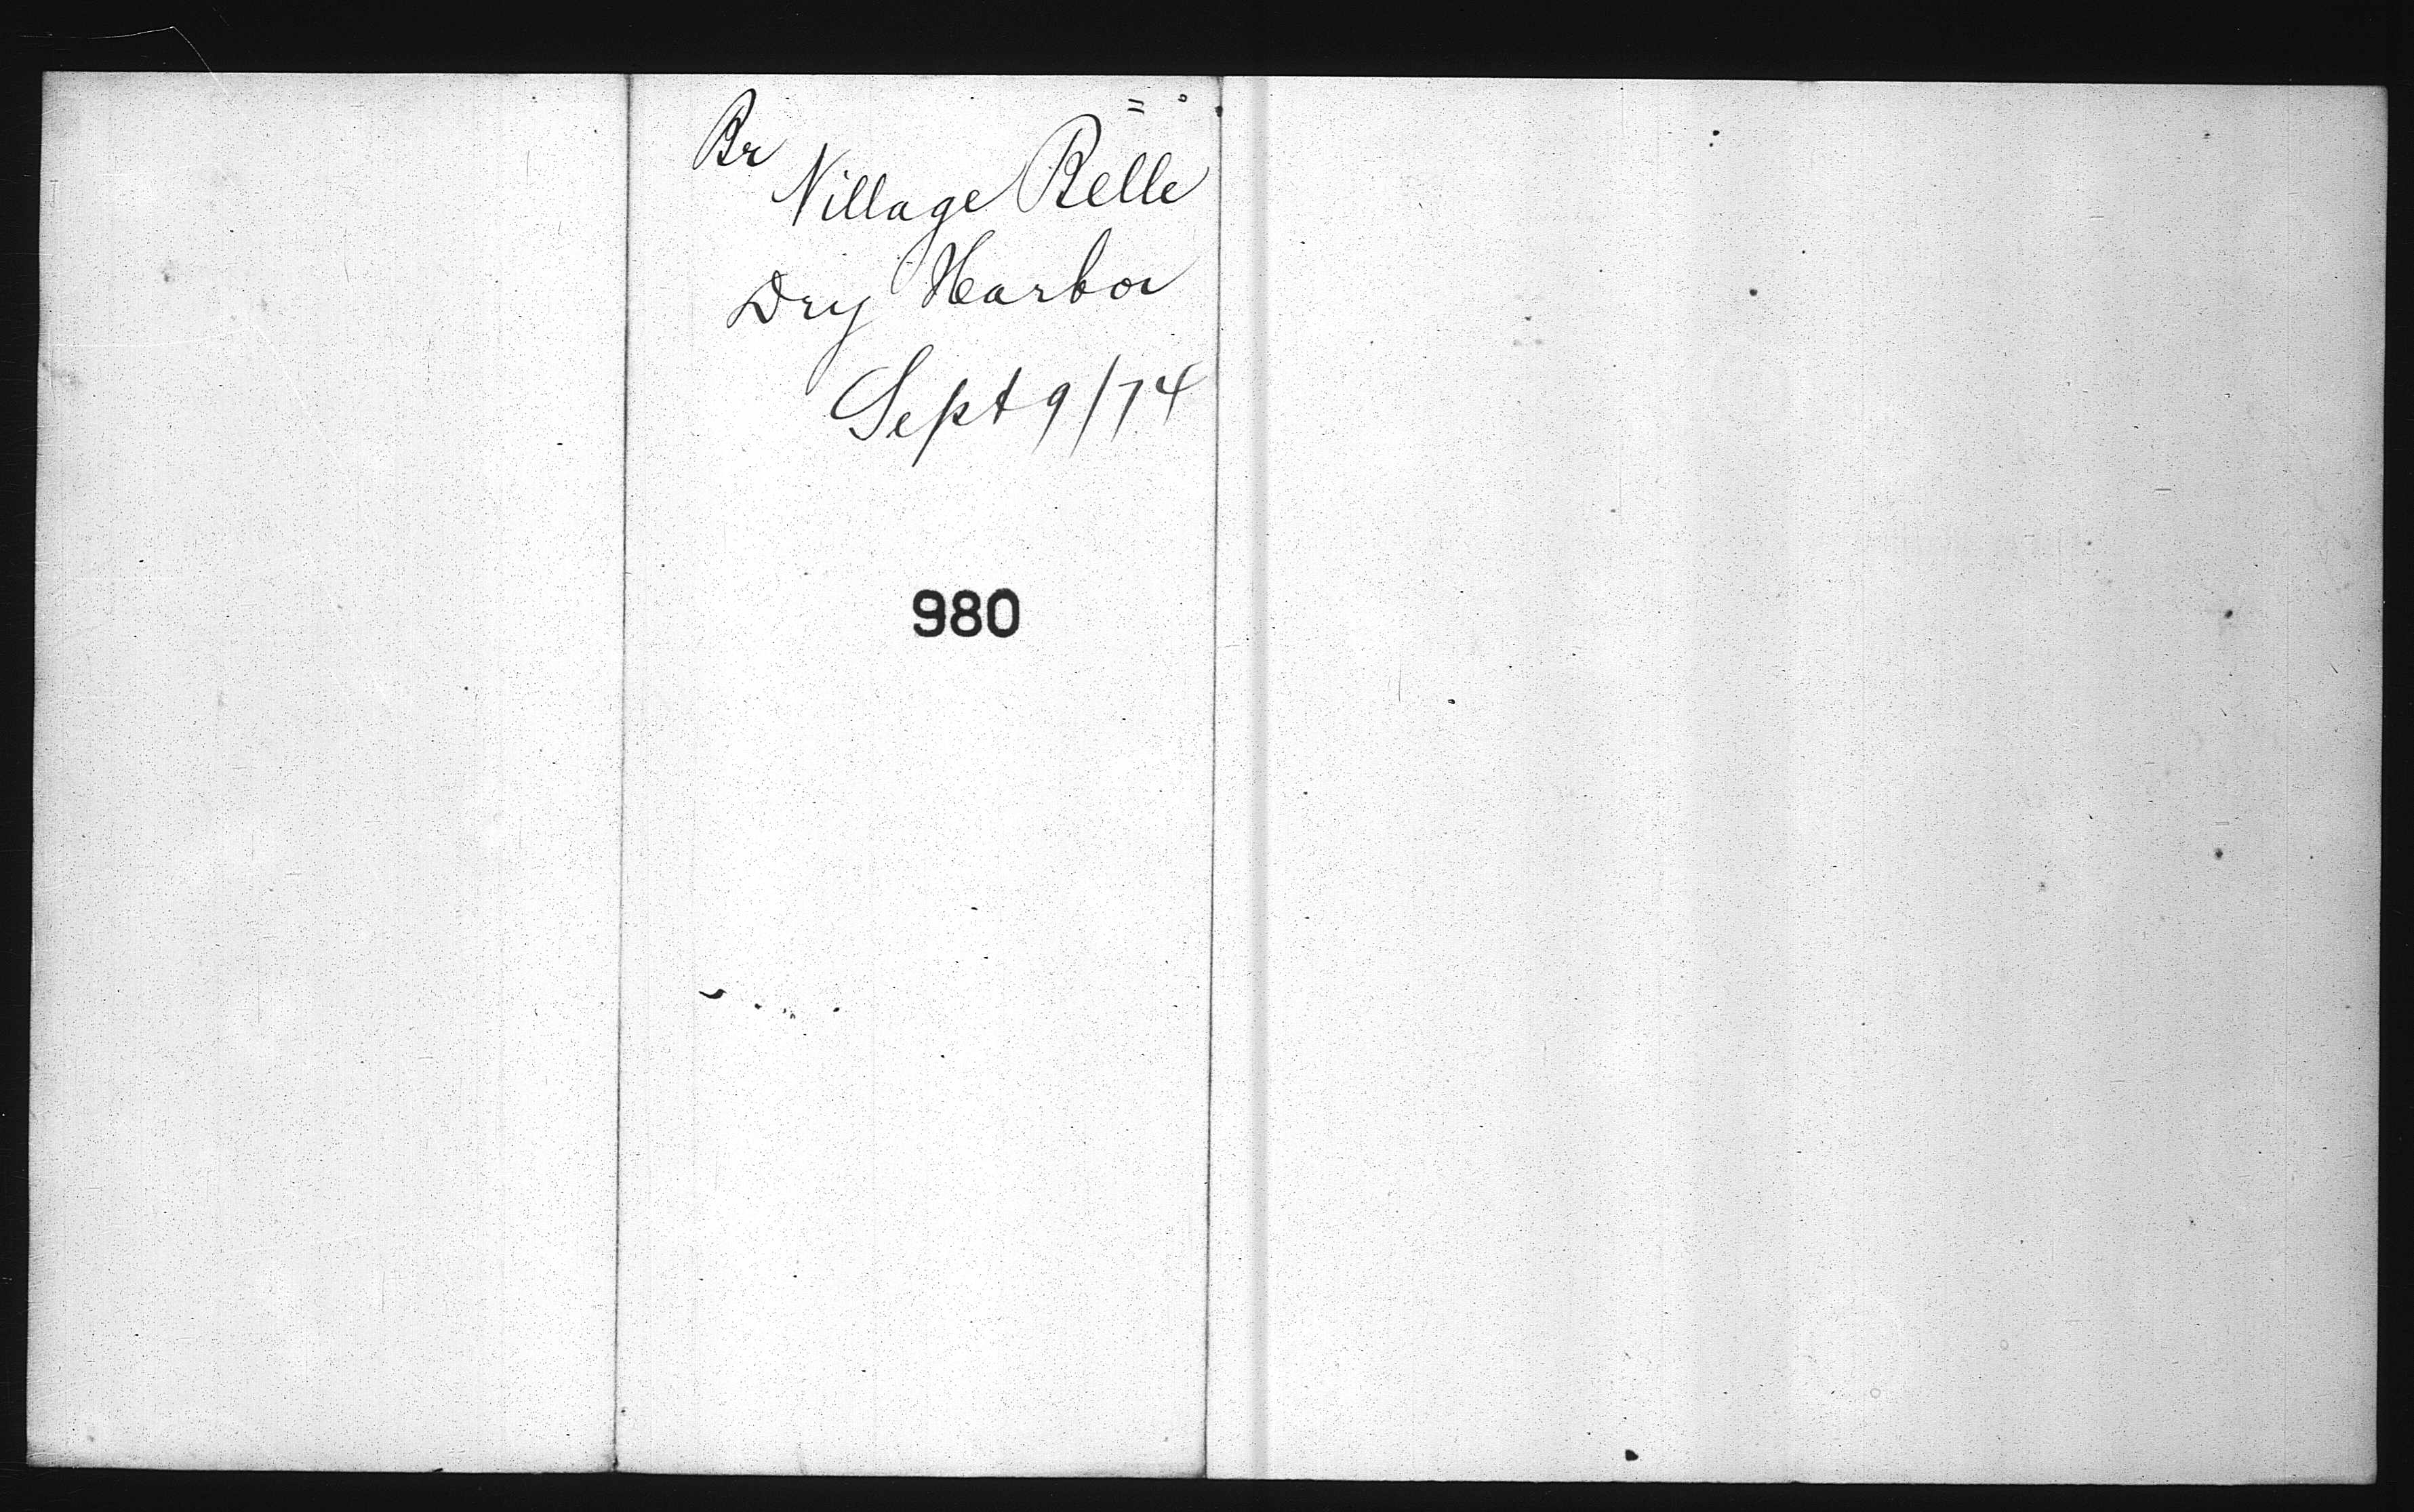 Br
Village Belle
Dry Harbor
Sept 9/74
980